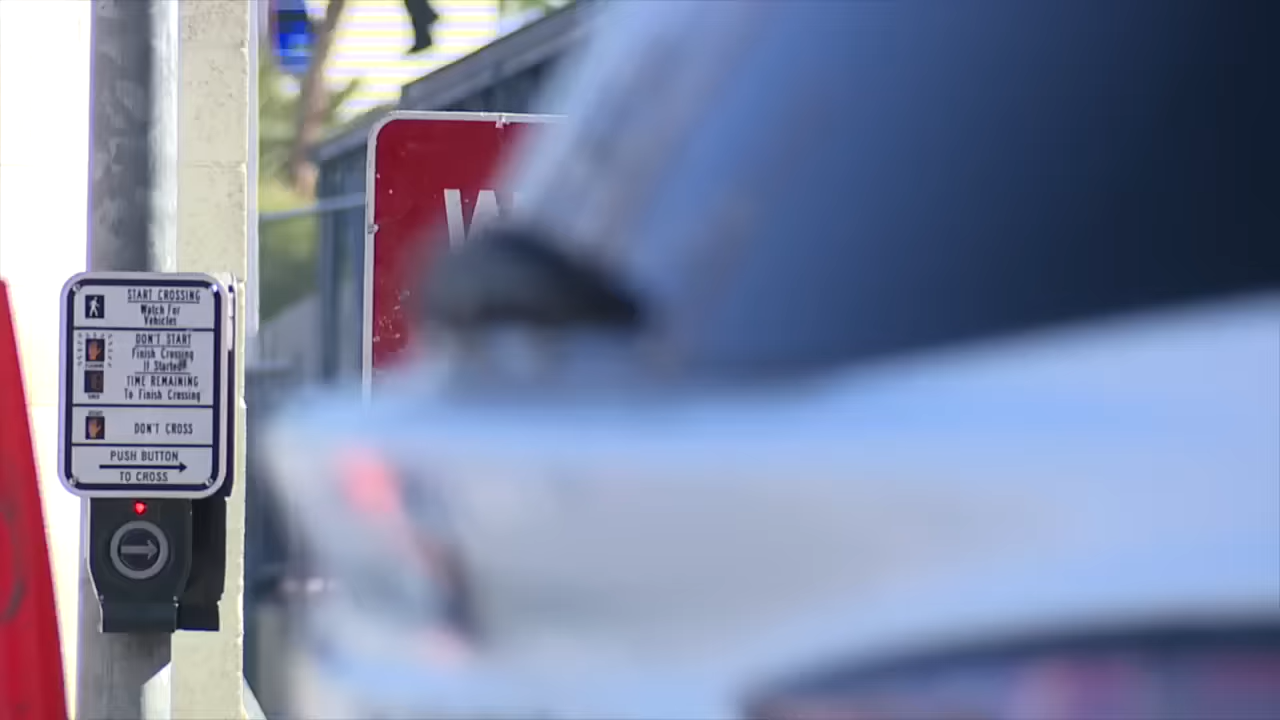 START CROSSING
Watch For
Vehicles
DON'T START
Finish Crossing
If Started
TIME REMAINING
To Finish Crossing
DON'T CROSS
PUSH BUTTON
TO CROSS
W